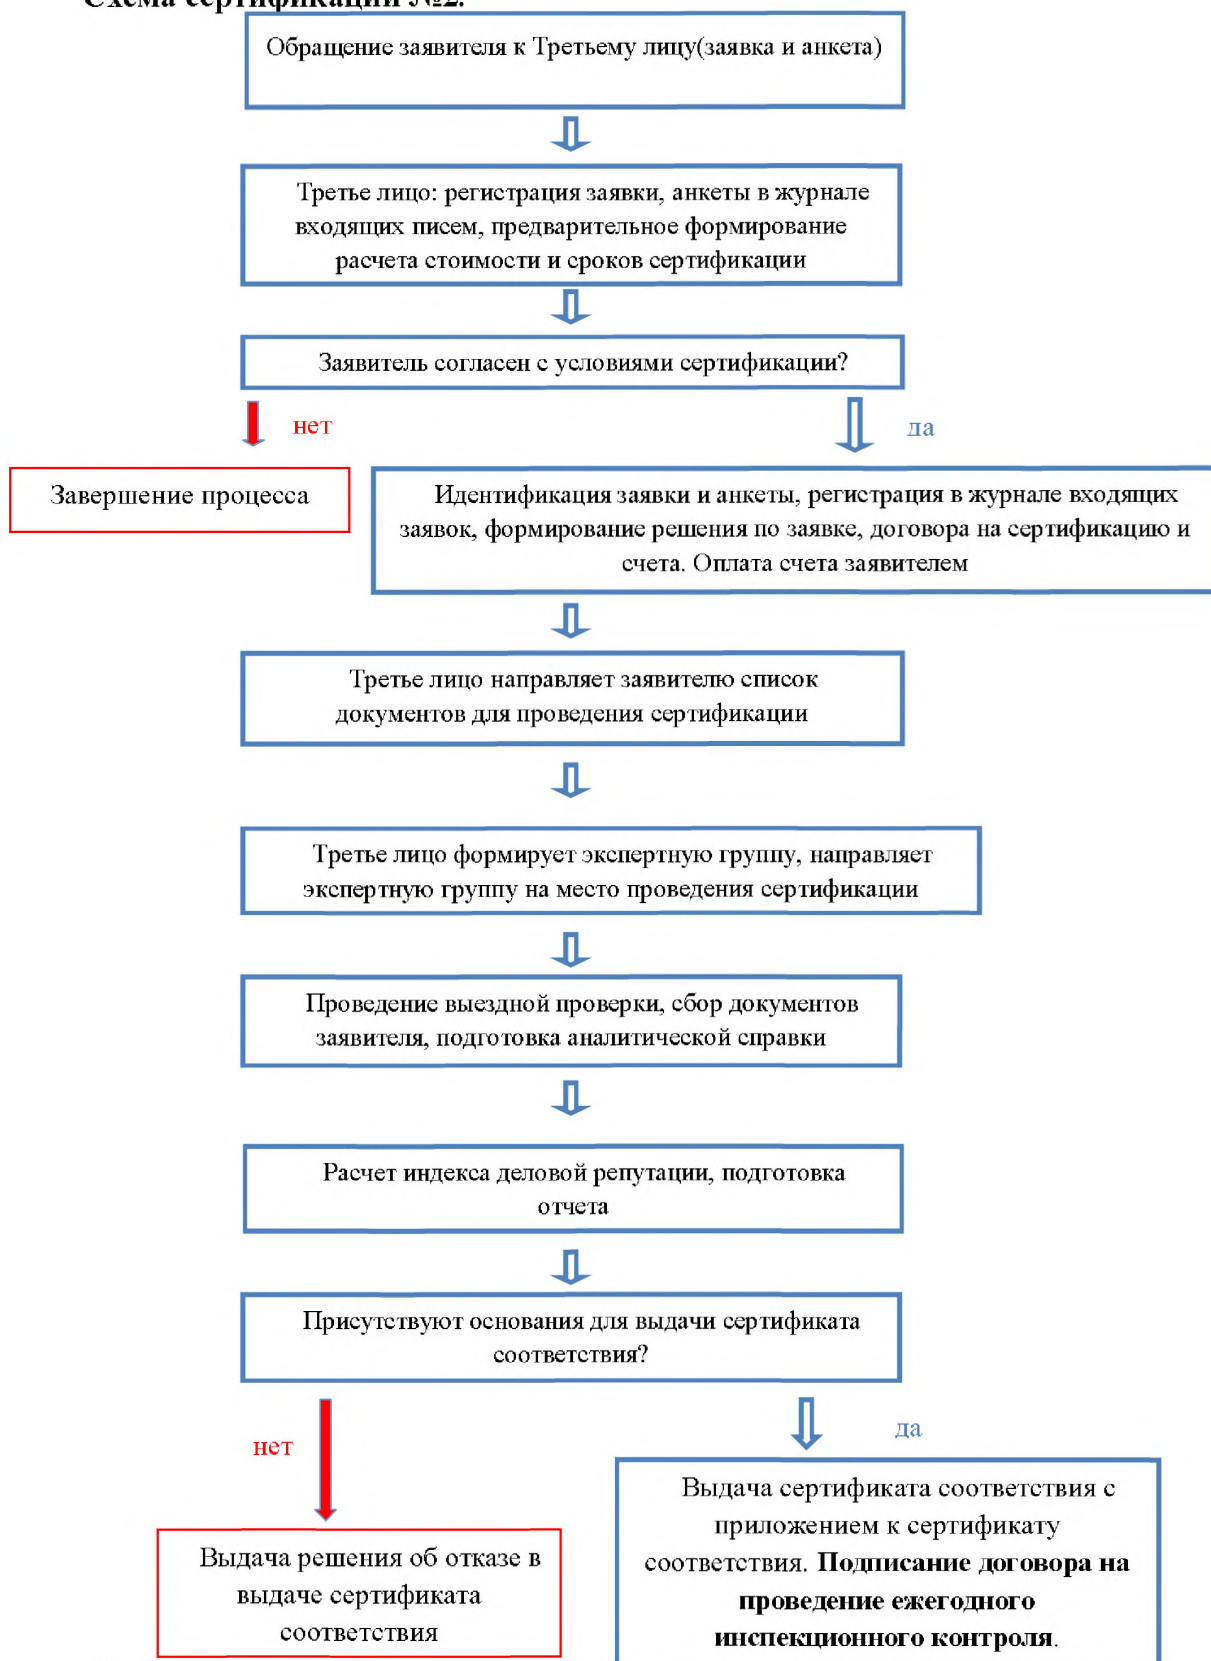 Схема сертификации №2.
Обращение заявителя к Третьему лицу(заявка и анкета)
Третье лицо: регистрация заявки, анкеты в журнале
входящих писем, предварительное формирование
расчета стоимости и сроков сертификации
Заявитель согласен с условиями сертификации?
нет
да
Завершение процесса
Идентификация заявки и анкеты, регистрация в журнале входящих
заявок, формирование решения по заявке, договора на сертификацию и
счета. Оплата счета заявителем
Третье лицо направляет заявителю список
документов для проведения сертификации
Третье лицо формирует экспертную группу, направляет
экспертную группу на место проведения сертификации
Проведение выездной проверки, сбор документов
заявителя, подготовка аналитической справки
Расчет индекса деловой репутации, подготовка
отчета
Присутствуют основания для выдачи сертификата
соответствия?
нет
да
Выдача решения об отказе в
выдаче сертификата
соответствия
Выдача сертификата соответствия с
приложением к сертификату
соответствия. Подписание договора на
проведение ежегодного
инспекционного контроля.